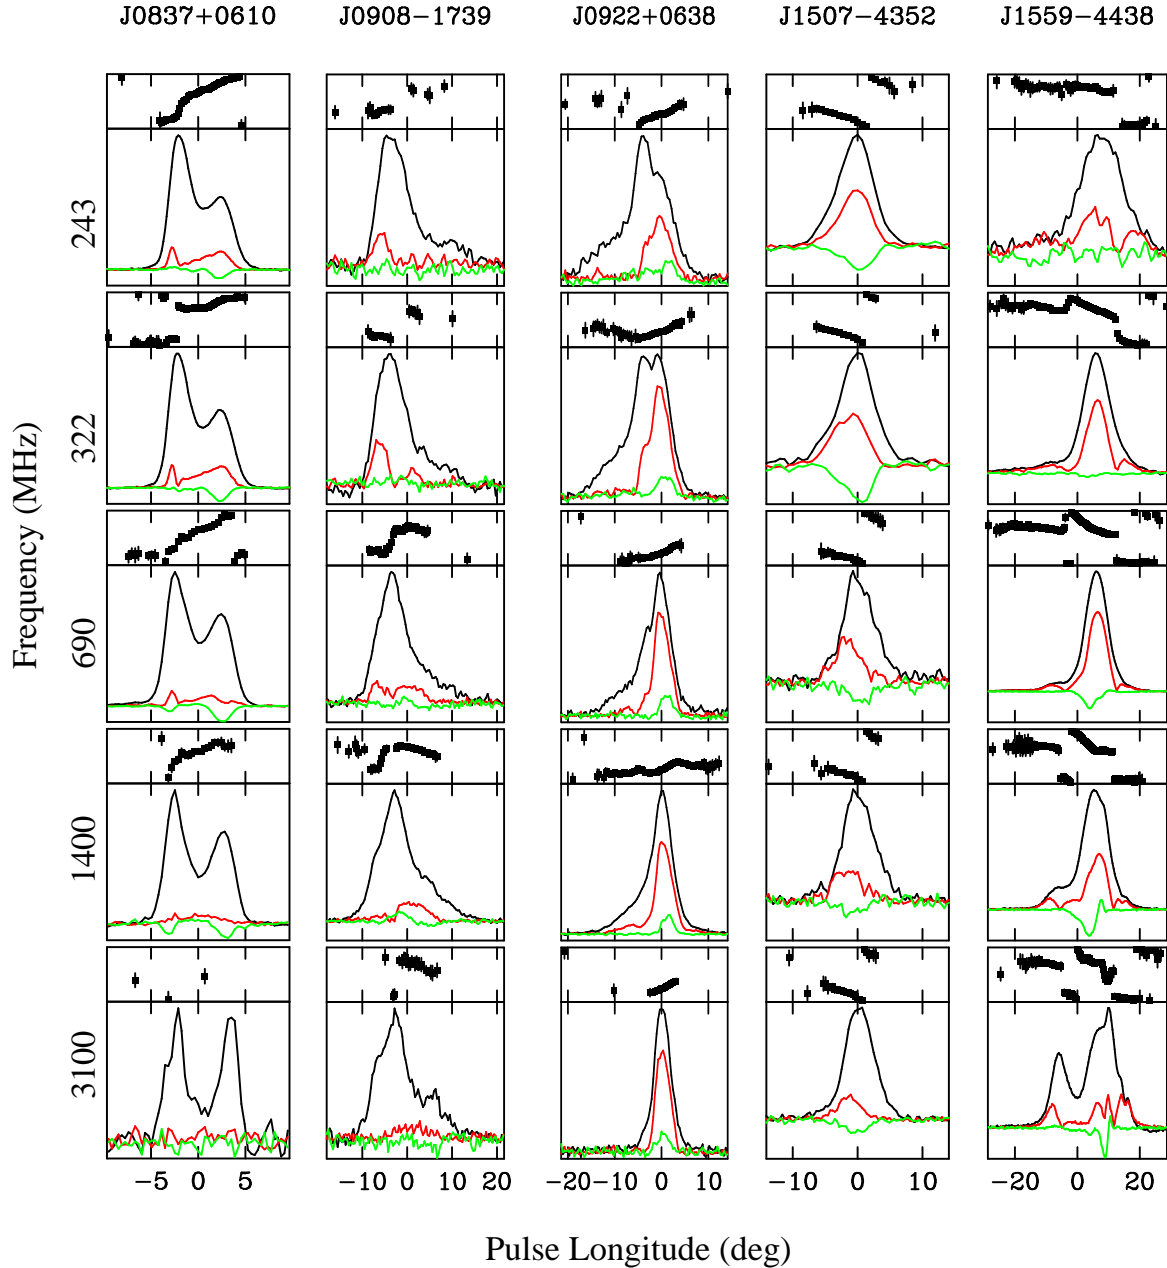 J0837+0610 J0908−1739 J0922+0638 J1507−4352 J1559−4438
243
322
690
1400
3100
Frequency (MHz)
−5 0 5 −10 0 10 20 −20 −10 0 10 −10 0 10 −20 0 20
Pulse Longitude (deg)